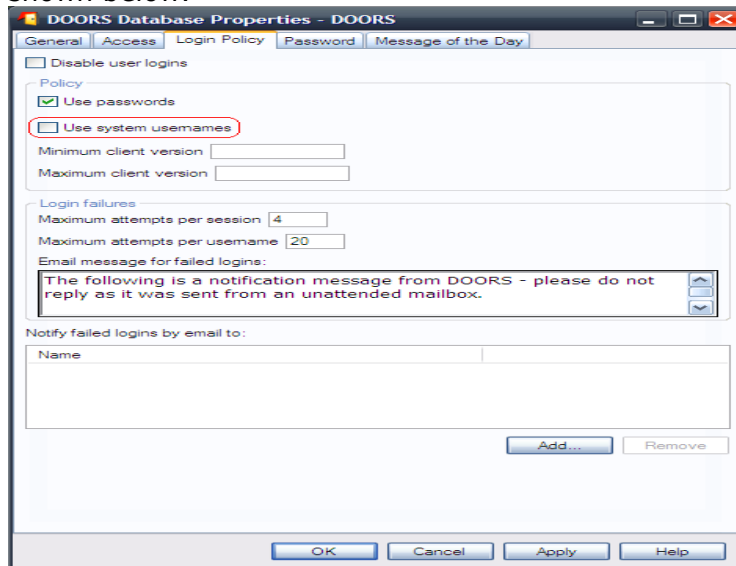 DOORS Database Properties - DOORS
General Access Login Policy Password Message of the Day
Disable user logins
Policy
Use passwords
Use system usernames
Minimum client version
Maximum client version
Login failures
Maximum attempts per session 4
Maximum attempts per username 20
Email message for failed logins:
The following is a notification message from DOORS - please do not
reply as it was sent from an unattended mailbox.
Notify failed logins by email to:
Name
Add... Remove
OK Cancel Apply Help